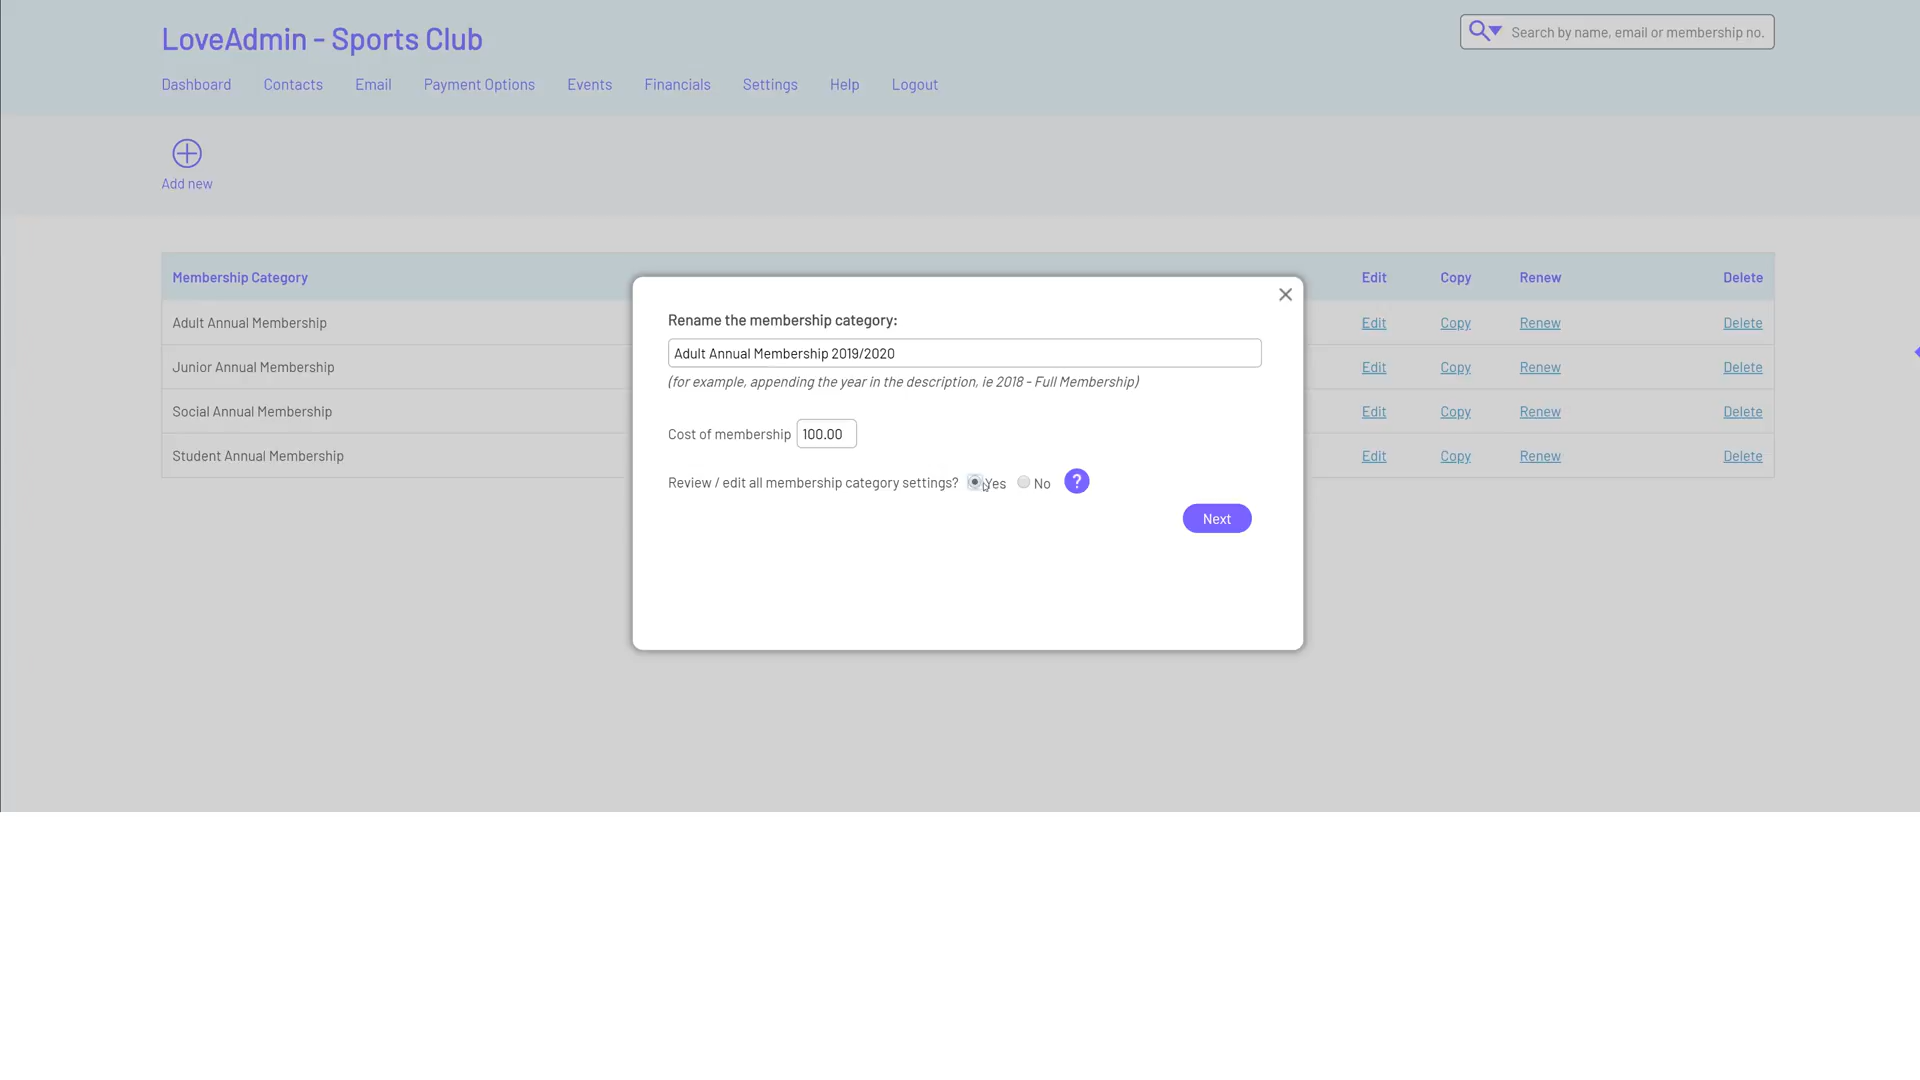 LoveAdmin - Sports Club
Search by name, email or membership no.
Dashboard Contacts Email Payment Options Events Financials Settings Help Logout
Add new
Membership Category Edit Copy Renew Delete
Adult Annual Membership Edit Copy Renew Delete
Junior Annual Membership Edit Copy Renew Delete
Social Annual Membership Edit Copy Renew Delete
Student Annual Membership Edit Copy Renew Delete
Rename the membership category:
Adult Annual Membership 2019/2020
(for example, appending the year in the description, ie 2018 - Full Membership)
Cost of membership 100.00
Review / edit all membership category settings? Yes No ?
Next